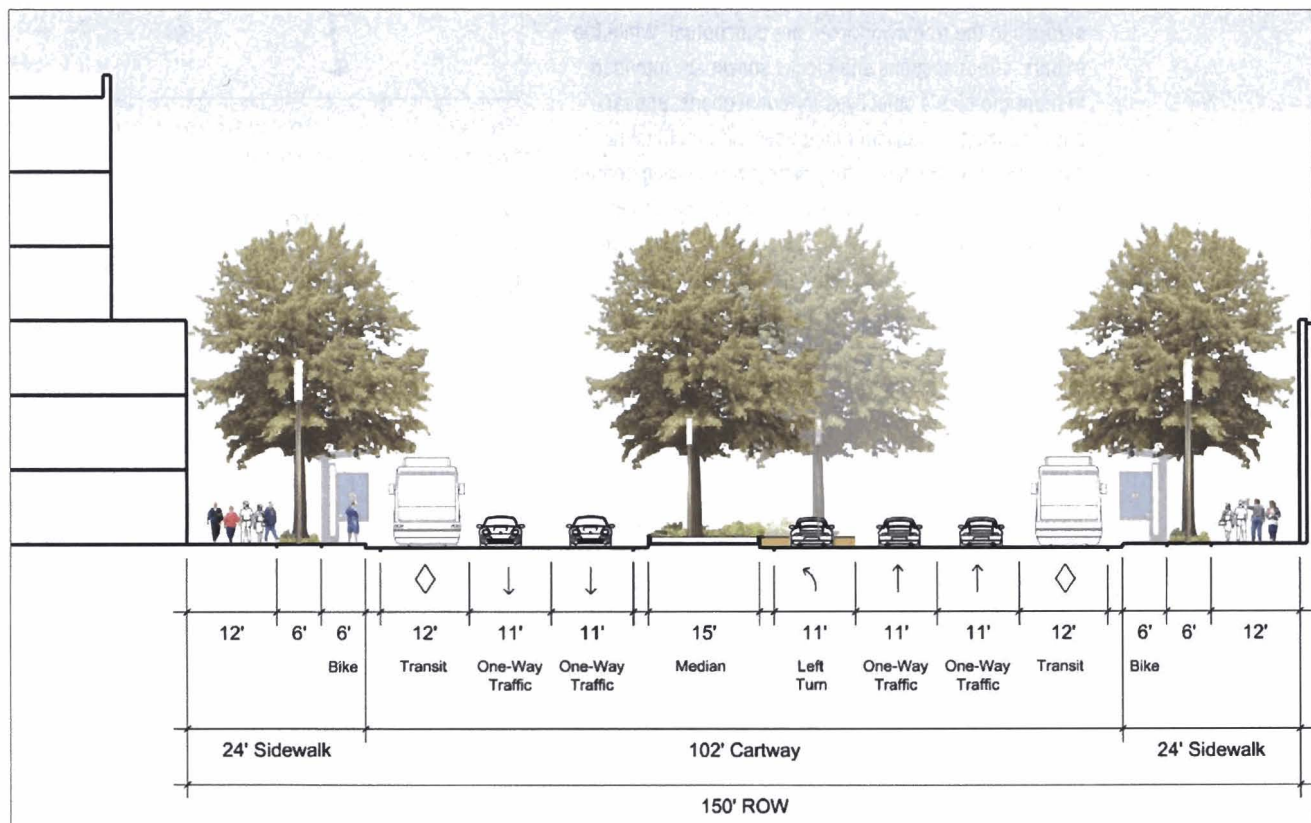 12' 6' 6' 12' 11' 11' 15' 11' 11' 11' 12' 6' 6' 12'
Bike Transit One-Way Traffic One-Way Traffic Median Left Turn One-Way Traffic One-Way Traffic Transit Bike
24' Sidewalk 102' Cartway 24' Sidewalk
150' ROW